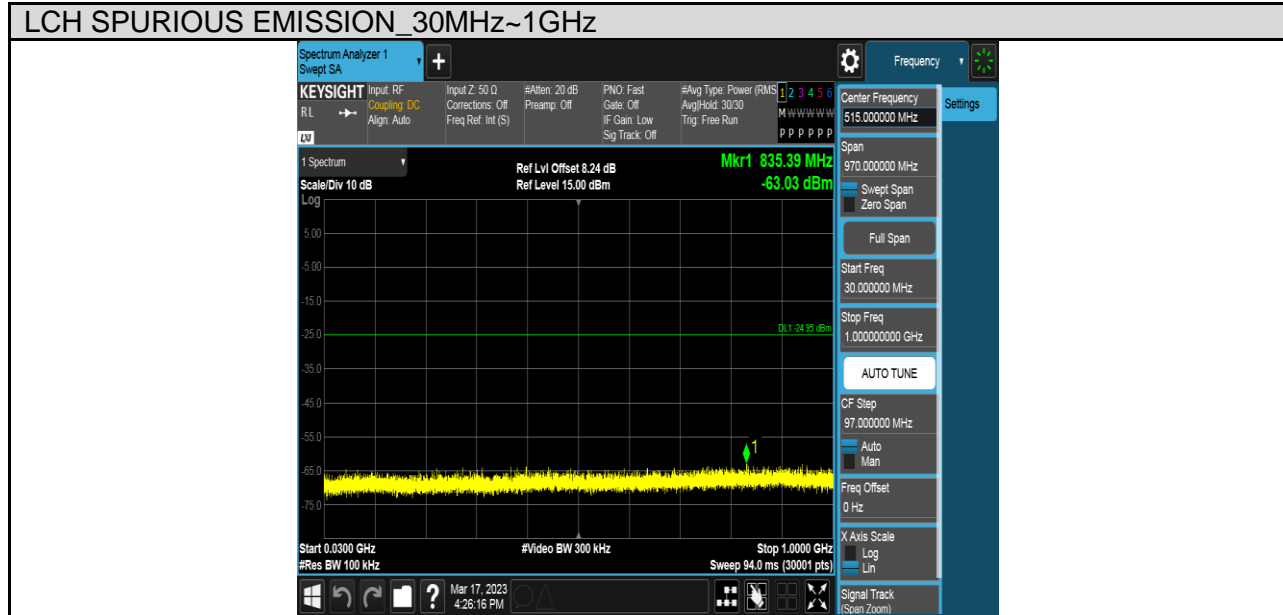 LCH SPURIOUS EMISSION_30MHz~1GHz
Spectrum Analyzer 1
Swept SA
+
Frequency
KEYSIGHT
RL
LXI
Input: RF
Coupling: DC
Align: Auto
Input Z: 50 Ω
Corrections: Off
Freq Ref: Int (S)
#Atten: 20 dB
Preamp: Off
PNO: Fast
Gate: Off
IF Gain: Low
Sig Track: Off
#Avg Type: Power (RMS
Avg|Hold: 30/30
Trig: Free Run
1 2 3 4 5 6
M W W W W W
P P P P P P
Center Frequency
515.000000 MHz
Settings
1 Spectrum
Scale/Div 10 dB
Log
Ref Lvl Offset 8.24 dB
Ref Level 15.00 dBm
Mkr1 835.39 MHz
-63.03 dBm
Span
970.000000 MHz
Swept Span
Zero Span
Full Span
Start Freq
30.000000 MHz
Stop Freq
1.000000000 GHz
AUTO TUNE
CF Step
97.000000 MHz
Auto
Man
Freq Offset
0 Hz
X Axis Scale
Log
Lin
Signal Track
(Span Zoom)
5.00
-5.00
-15.0
-25.0
DL1 -24.95 dBm
-35.0
-45.0
-55.0
1
-65.0
-75.0
Start 0.0300 GHz
#Res BW 100 kHz
#Video BW 300 kHz
Stop 1.0000 GHz
Sweep 94.0 ms (30001 pts)
?
Mar 17, 2023
4:26:16 PM